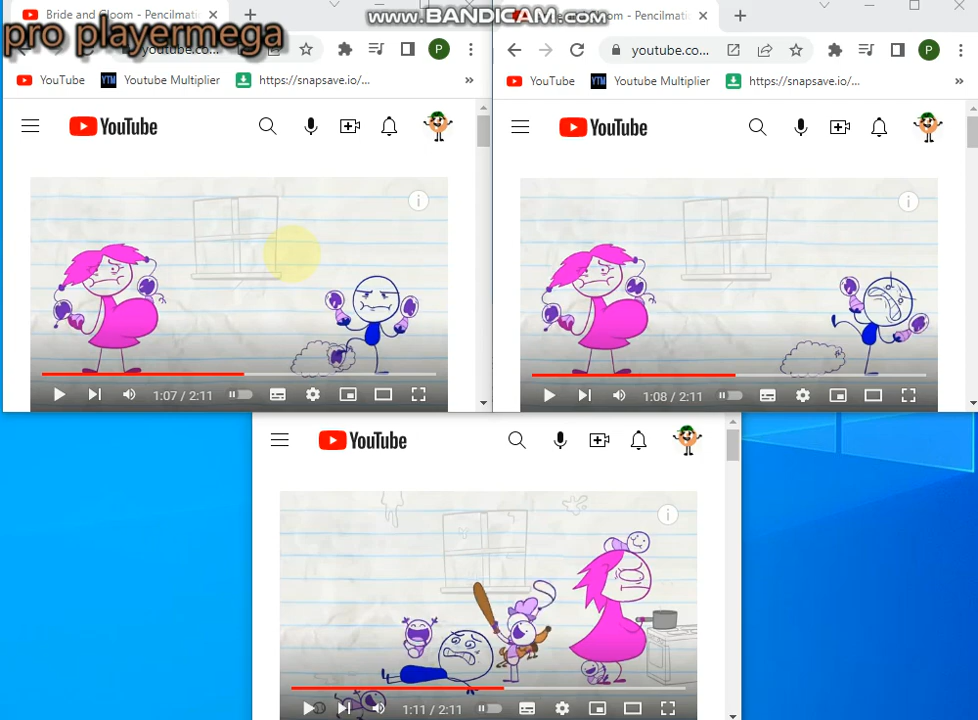 Bride and Gloom - Pencilmati
www.BANDICAM.com
- Pencilmati
pro playermega
youtube.co...
youtube.co...
P
P
YouTube
YTM
Youtube Multiplier
https://snapsave.io/...
»
YouTube
YTM
Youtube Multiplier
https://snapsave.io/...
»
YouTube
YouTube
i
i
1:07 / 2:11
1:08 / 2:11
YouTube
i
1:11 / 2:11